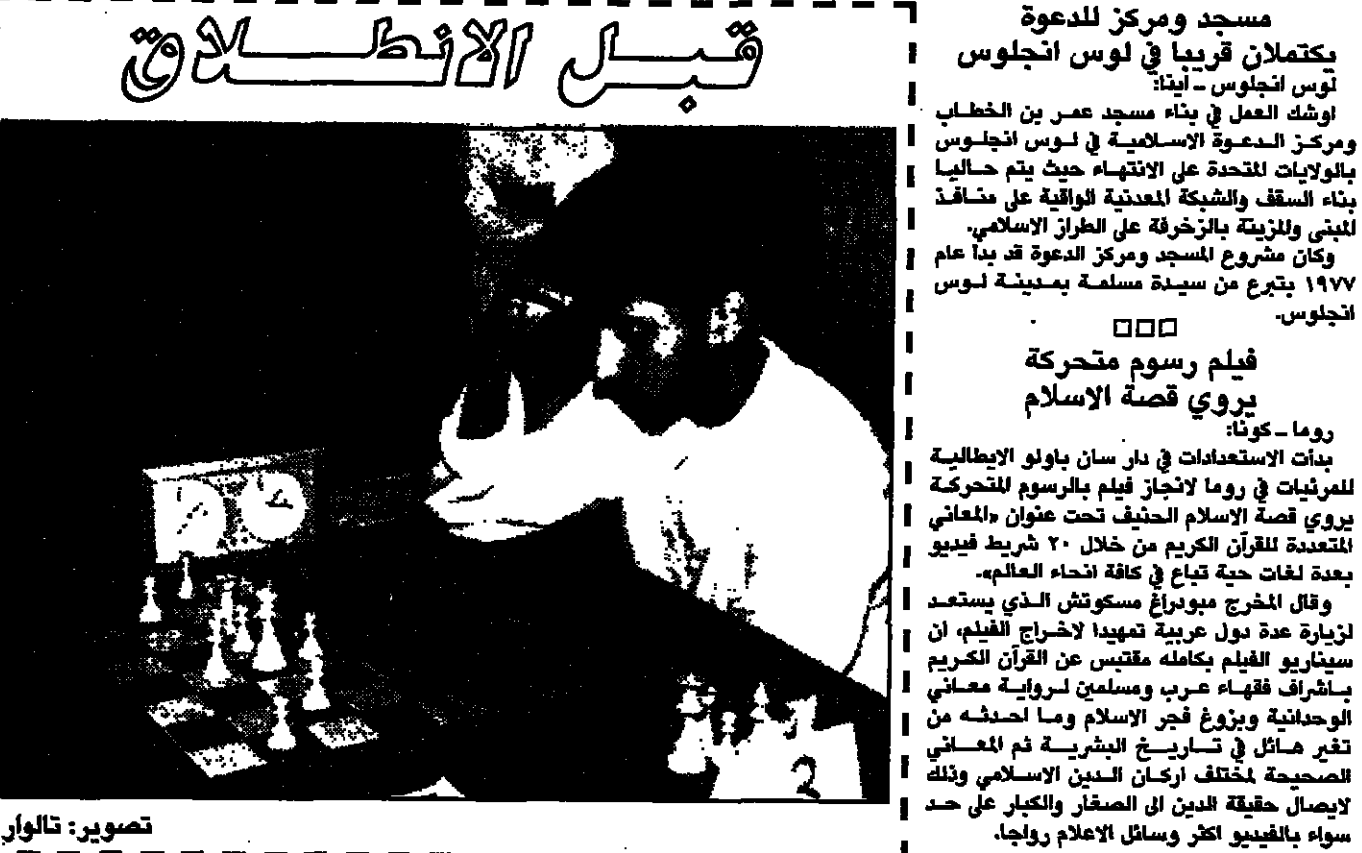 مسجد ومركز للدعوة
يكتملان قريبا في لوس انجلوس
لوس انجلوس ــ اينا:
اوشك العمل في بناء مسجد عمر بن الخطاب
ومركز الدعوة الاسلامية في لوس انجلوس
بالولايات المتحدة على الانتهاء حيث يتم حاليا
بناء السقف والشبكة المعدنية الواقية على منافذ
المبنى والمزينة بالزخرفة على الطراز الاسلامي.
وكان مشروع المسجد ومركز الدعوة قد بدأ عام
١٩٧٧ بتبرع من سيدة مسلمة بمدينة لوس
انجلوس.
□□□
فيلم رسوم متحركة
يروي قصة الاسلام
روما ــ كونا:
بدأت الاستعدادات في دار سان باولو الايطالية
للمرئيات في روما لانجاز فيلم بالرسوم المتحركة
يروي قصة الاسلام الحنيف تحت عنوان «المعاني
المتعددة للقرآن الكريم من خلال ٢٠ شريط فيديو
بعدة لغات حية تباع في كافة انحاء العالم».
وقال المخرج ميودراغ مسكوتش الذي يستعد
لزيارة عدة دول عربية تمهيدا لاخراج الفيلم، ان
سيناريو الفيلم بكامله مقتبس عن القرآن الكريم
باشراف فقهاء عرب ومسلمين لرواية معاني
الوحدانية وبزوغ فجر الاسلام وما احدثه من
تغير هائل في تاريخ البشرية ثم المعاني
الصحيحة لمختلف اركان الدين الاسلامي وذلك
لايصال حقيقة الدين الى الصغار والكبار على حد
سواء بالفيديو اكثر وسائل الاعلام رواجا.
قبل الانطلاق
2
تصوير: تالوار